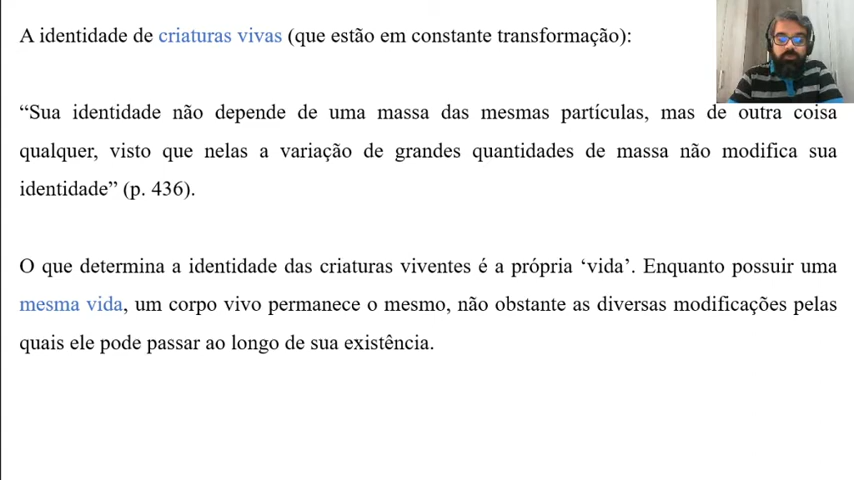 A identidade de criaturas vivas (que estão em constante transformação):
“Sua identidade não depende de uma massa das mesmas partículas, mas de outra coisa
qualquer, visto que nelas a variação de grandes quantidades de massa não modifica sua
identidade” (p. 436).
O que determina a identidade das criaturas viventes é a própria ‘vida’. Enquanto possuir uma
mesma vida, um corpo vivo permanece o mesmo, não obstante as diversas modificações pelas
quais ele pode passar ao longo de sua existência.